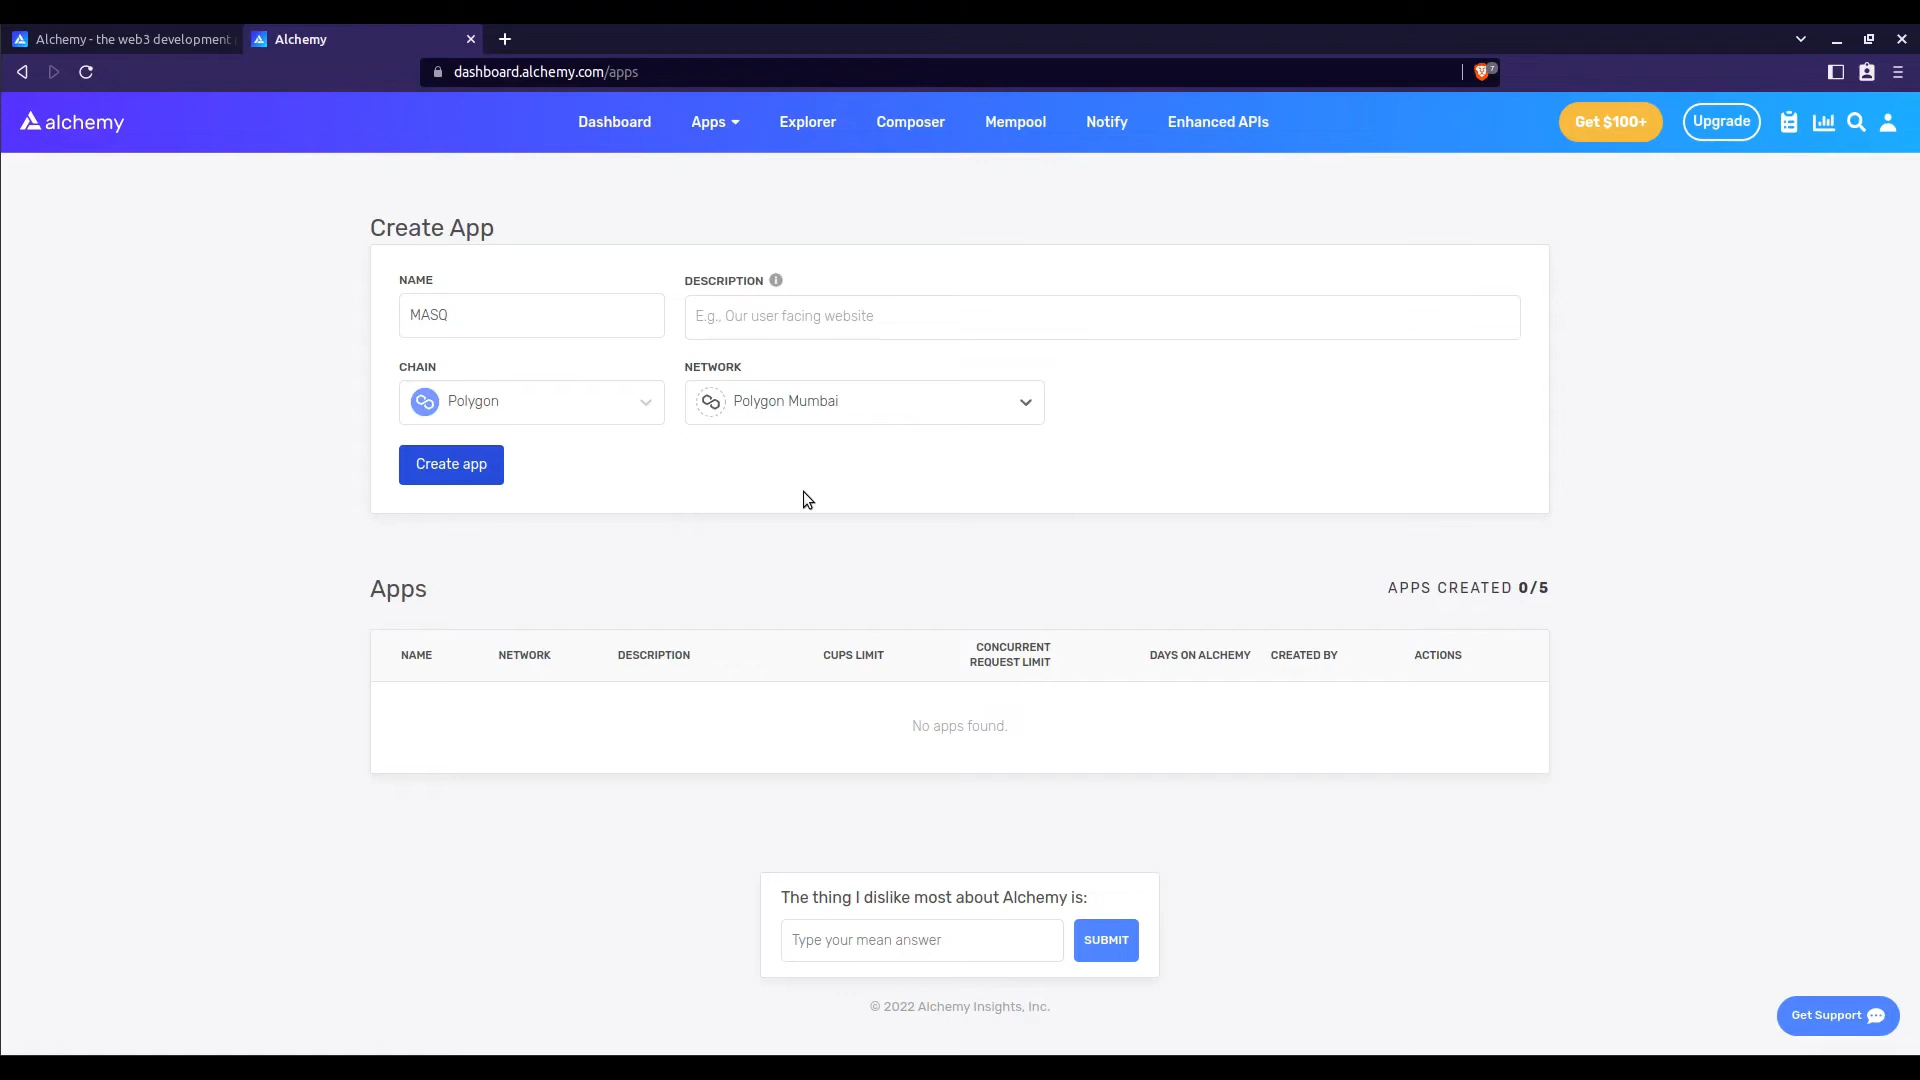 Alchemy - the web3 development
Alchemy
dashboard.alchemy.com/apps
7
alchemy
Dashboard
Apps
Explorer
Composer
Mempool
Notify
Enhanced APIs
Get $100+
Upgrade
Create App
NAME
DESCRIPTION
MASQ
E.g., Our user facing website
CHAIN
NETWORK
Polygon
Polygon Mumbai
Create app
Apps
APPS CREATED 0/5
NAME
NETWORK
DESCRIPTION
CUPS LIMIT
CONCURRENT
REQUEST LIMIT
DAYS ON ALCHEMY
CREATED BY
ACTIONS
No apps found.
The thing I dislike most about Alchemy is:
Type your mean answer
SUBMIT
© 2022 Alchemy Insights, Inc.
Get Support